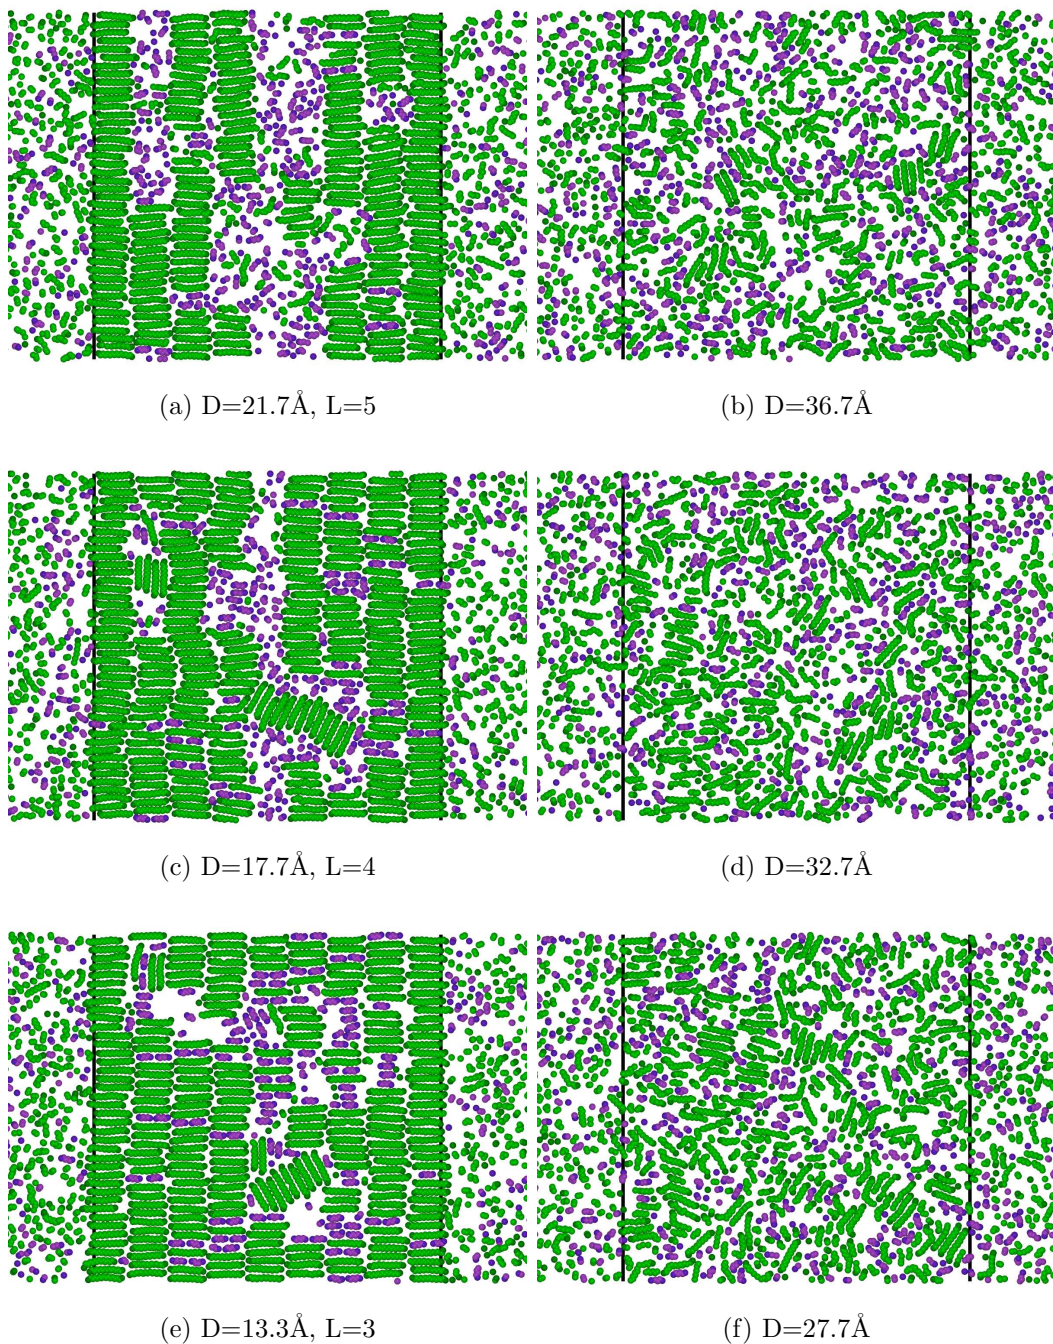 (a) D=21.7Å, L=5
(b) D=36.7Å
(c) D=17.7Å, L=4
(d) D=32.7Å
(e) D=13.3Å, L=3
(f) D=27.7Å